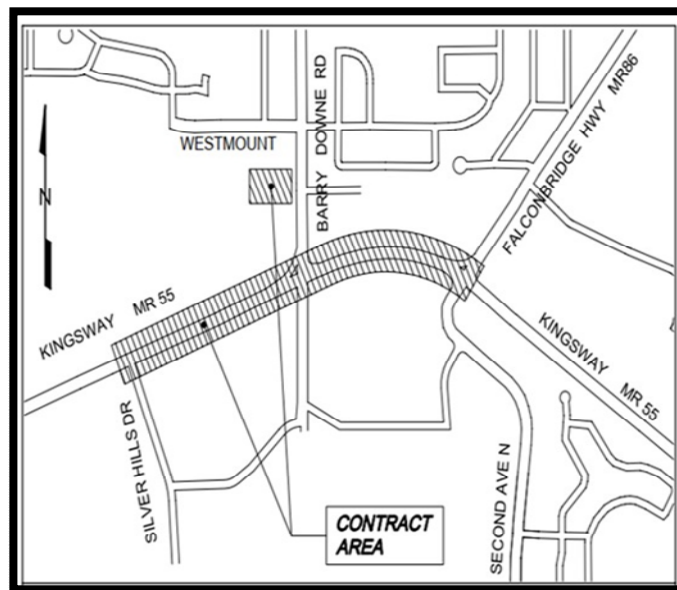 WESTMOUNT
BARRY DOWNE RD
FALCONBRIDGE HWY MR86
N
KINGSWAY MR 55
KINGSWAY MR 55
SILVER HILLS DR
SECOND AVE N
CONTRACT
AREA